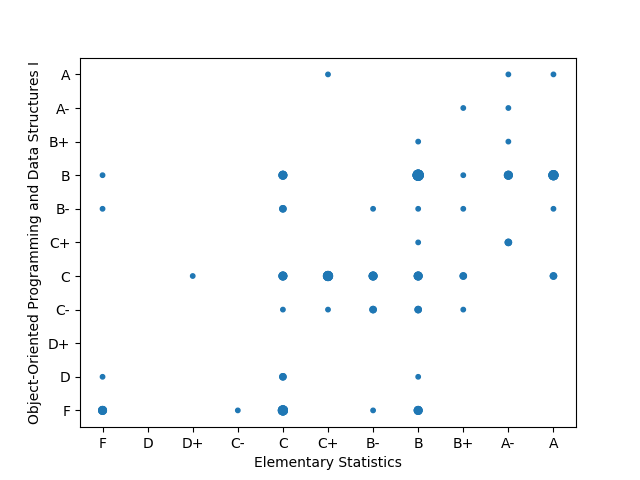 Object-Oriented Programming and Data Structures I
A
A-
B+
B
B-
C+
C
C-
D+
D
F
F D D+ C- C C+ B- B B+ A- A
Elementary Statistics